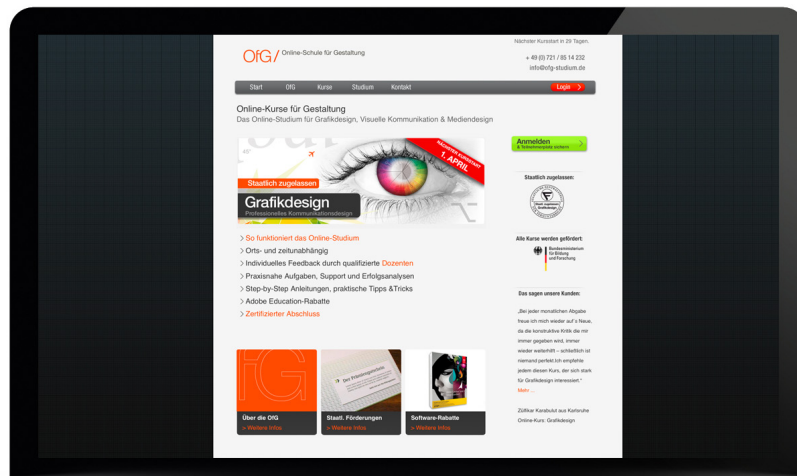 Nächster Kursstart in 29 Tagen.
OfG/ Online-Schule für Gestaltung
+ 49 (0) 721 / 85 14 232
info@ofg-studium.de
Start OfG Kurse Studium Kontakt
Login
Online-Kurse für Gestaltung
Das Online-Studium für Grafikdesign, Visuelle Kommunikation & Mediendesign
NÄCHSTER KURSSTART
1. APRIL
Staatlich zugelassen
Grafikdesign
Professionelles Kommunikationsdesign
> So funktioniert das Online-Studium
> Orts- und zeitunabhängig
> Individuelles Feedback durch qualifizierte Dozenten
> Praxisnahe Aufgaben, Support und Erfolgsanalysen
> Step-by-Step Anleitungen, praktische Tipps &Tricks
> Adobe Education-Rabatte
> Zertifizierter Abschluss
Anmelden
& Teilnehmerplatz sichern
Staatlich zugelassen:
Alle Kurse werden gefördert:
Bundesministerium
für Bildung
und Forschung
Das sagen unsere Kunden:
„Bei jeder monatlichen Abgabe
freue ich mich wieder auf´s Neue,
da die konstruktive Kritik die mir
immer gegeben wird, immer
wieder weiterhilft – schließlich ist
niemand perfekt.Ich empfehle
jedem diesen Kurs, der sich stark
für Grafikdesign interessiert."
Mehr ...
Zülfikar Karabulut aus Karlsruhe
Online-Kurs: Grafikdesign
Über die OfG
> Weitere Infos
Staatl. Förderungen
> Weitere Infos
Software-Rabatte
> Weitere Infos